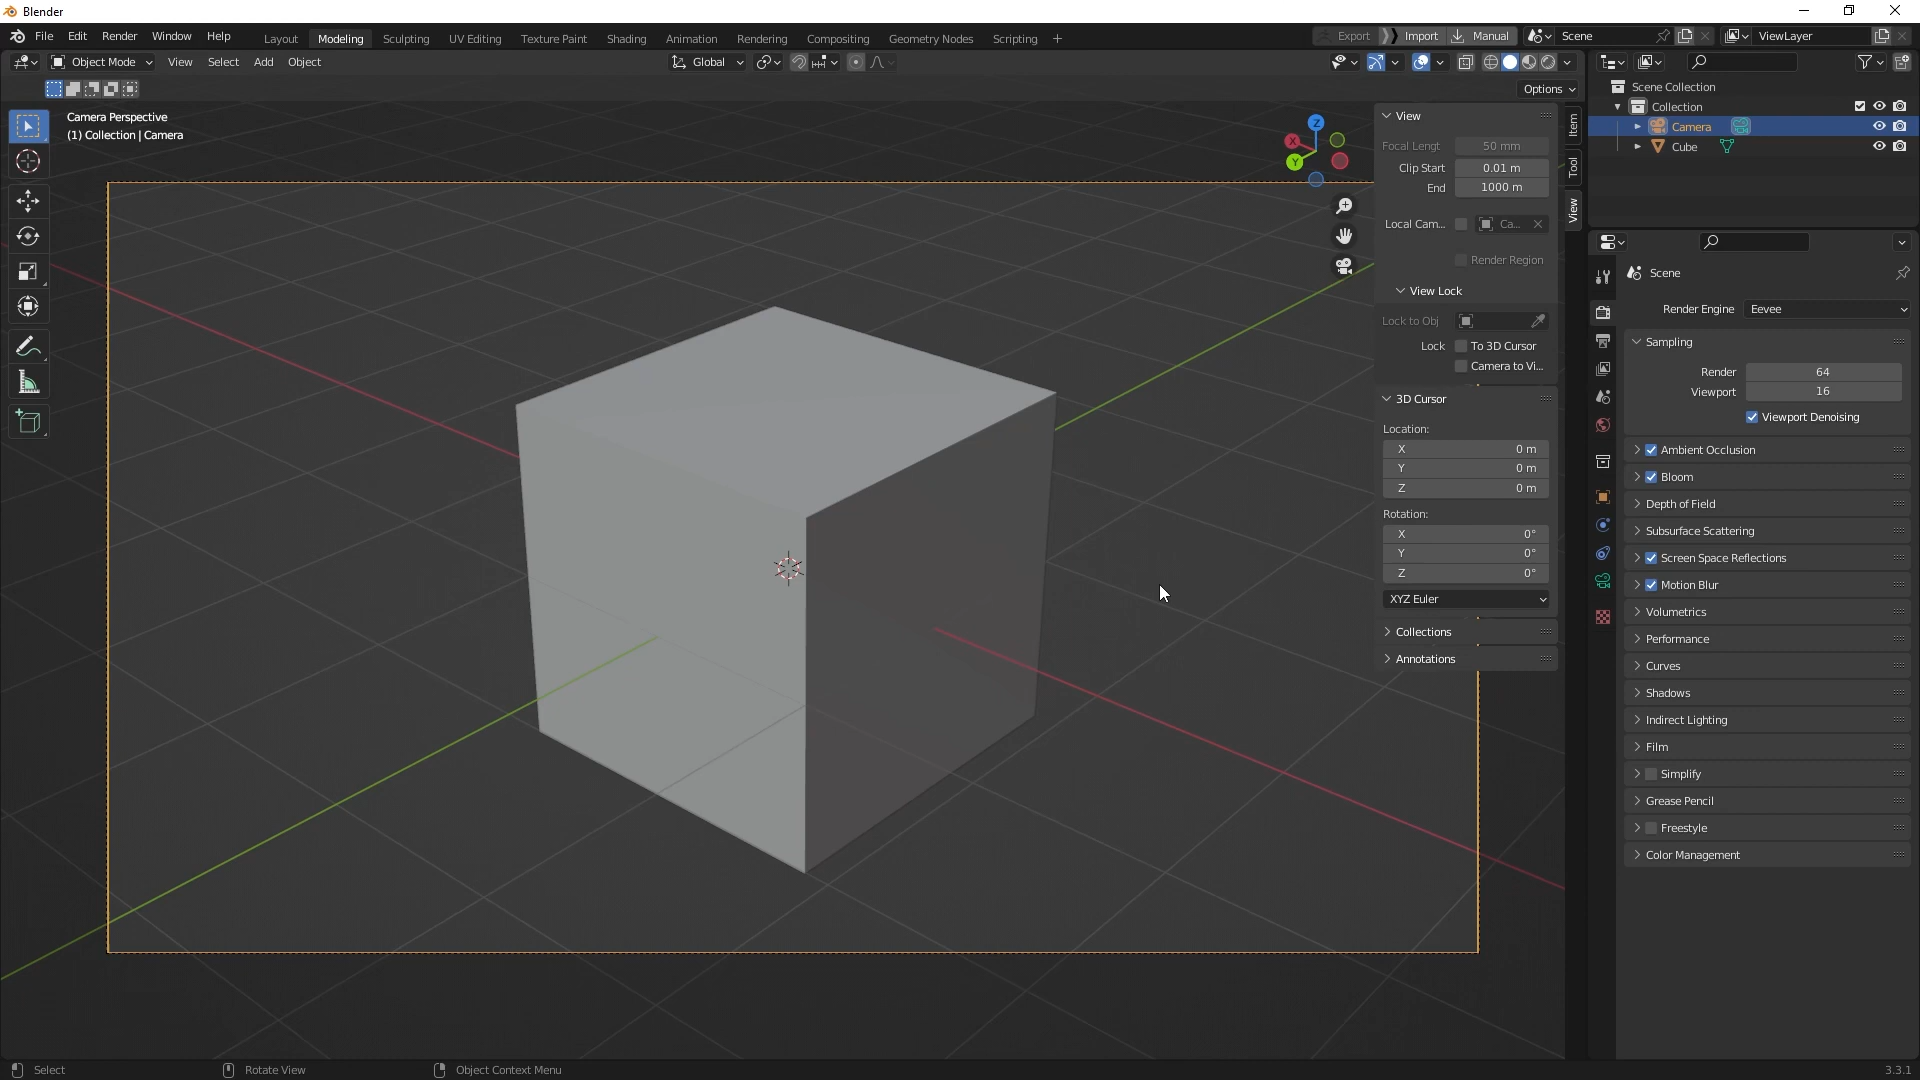 Blender
File Edit Render Window Help
Layout Modeling Sculpting UV Editing Texture Paint Shading Animation Rendering Compositing Geometry Nodes Scripting +
Export Import Manual
Scene
ViewLayer
Object Mode View Select Add Object
Global
Options
Camera Perspective
(1) Collection | Camera
Z
X
Y
View
Focal Lengt 50 mm
Clip Start 0.01 m
End 1000 m
Local Cam... Ca...
Render Region
View Lock
Lock to Obj
Lock To 3D Cursor
Camera to Vi...
3D Cursor
Location:
X 0 m
Y 0 m
Z 0 m
Rotation:
X 0°
Y 0°
Z 0°
XYZ Euler
Collections
Annotations
Item
Tool
View
Scene Collection
Collection
Camera
Cube
Scene
Render Engine Eevee
Sampling
Render 64
Viewport 16
Viewport Denoising
Ambient Occlusion
Bloom
Depth of Field
Subsurface Scattering
Screen Space Reflections
Motion Blur
Volumetrics
Performance
Curves
Shadows
Indirect Lighting
Film
Simplify
Grease Pencil
Freestyle
Color Management
Select
Rotate View
Object Context Menu
3.3.1